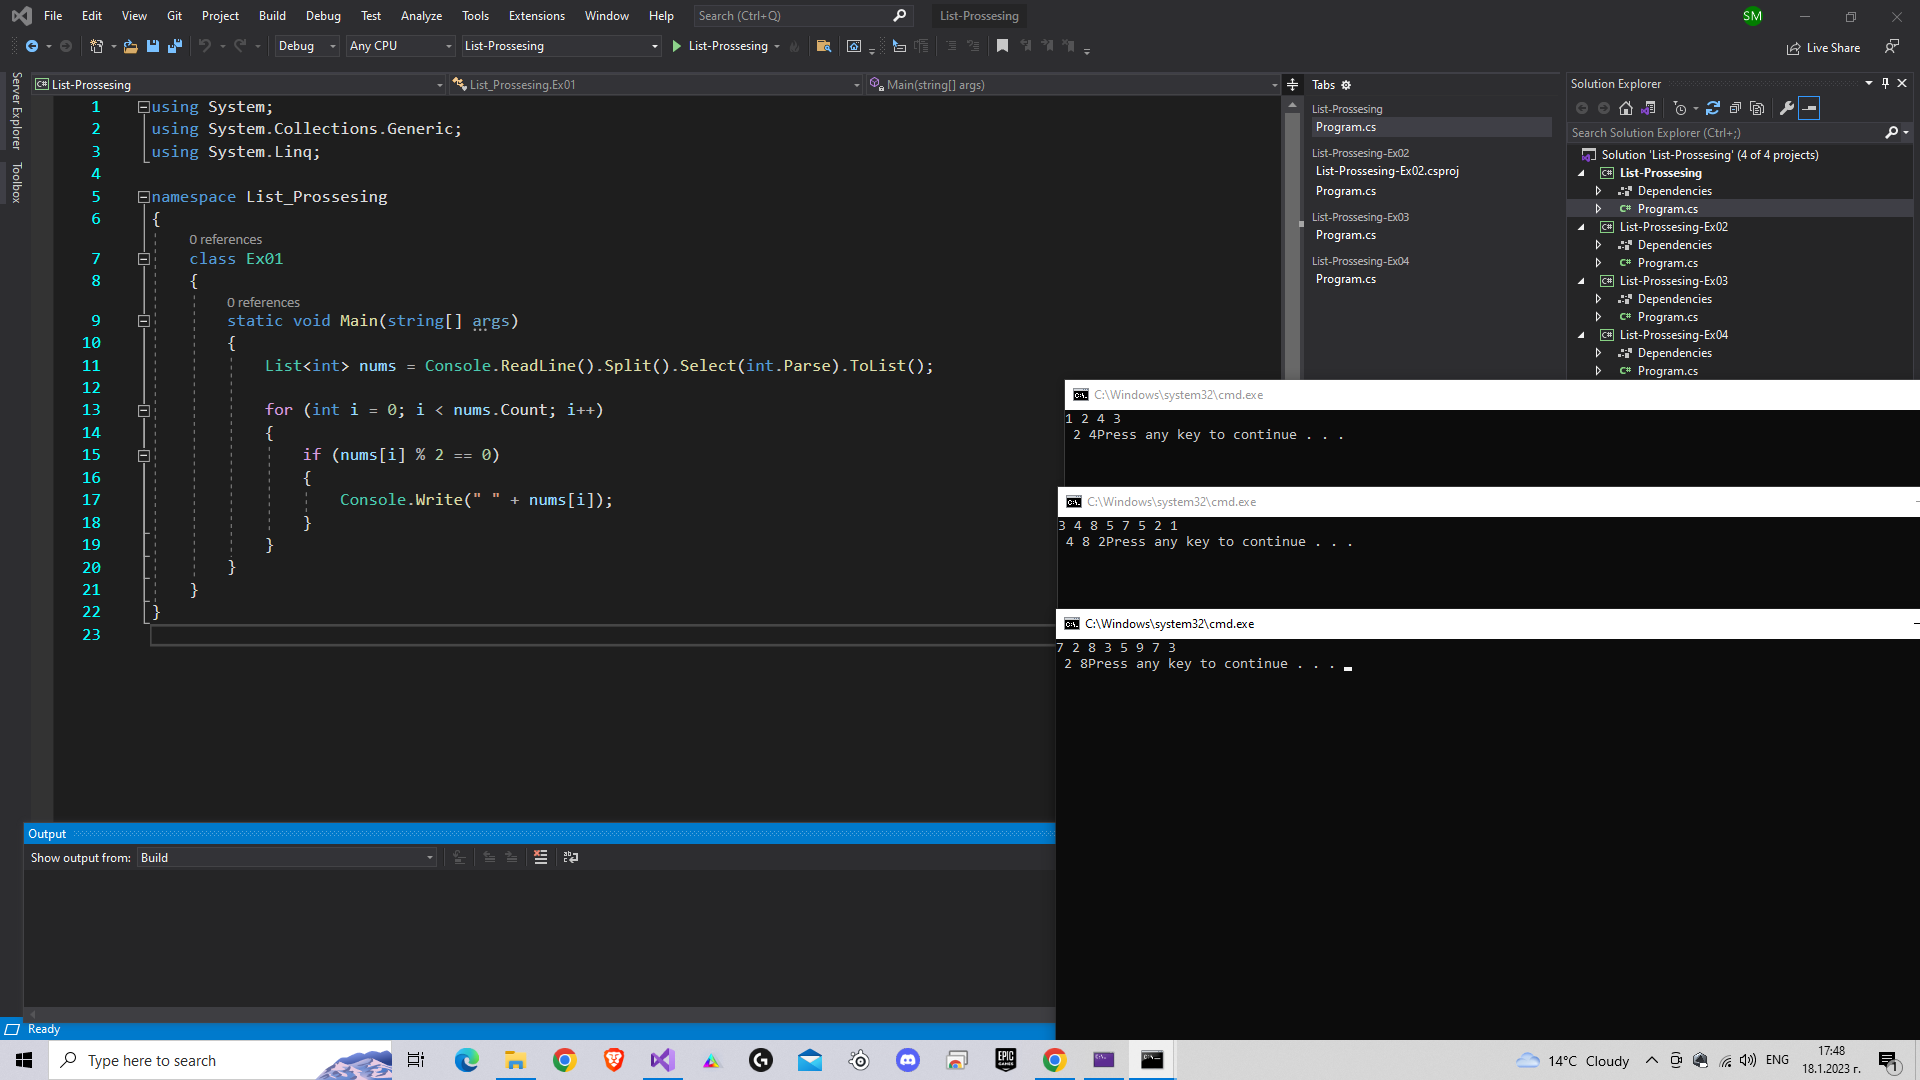 File Edit View Git Project Build Debug Test Analyze Tools Extensions Window Help Search (Ctrl+Q) List-Prossesing SM
Debug Any CPU List-Prossesing List-Prossesing Live Share
Server Explorer
Toolbox
List-Prossesing List_Prossesing.Ex01 Main(string[] args)
1 using System;
2 using System.Collections.Generic;
3 using System.Linq;
4
5 namespace List_Prossesing
6 {
0 references
7 class Ex01
8 {
0 references
9 static void Main(string[] args)
10 {
11 List<int> nums = Console.ReadLine().Split().Select(int.Parse).ToList();
12
13 for (int i = 0; i < nums.Count; i++)
14 {
15 if (nums[i] % 2 == 0)
16 {
17 Console.Write(" " + nums[i]);
18 }
19 }
20 }
21 }
22 }
23
Tabs
List-Prossesing
Program.cs
List-Prossesing-Ex02
List-Prossesing-Ex02.csproj
Program.cs
List-Prossesing-Ex03
Program.cs
List-Prossesing-Ex04
Program.cs
Solution Explorer
Search Solution Explorer (Ctrl+;)
Solution 'List-Prossesing' (4 of 4 projects)
List-Prossesing
Dependencies
Program.cs
List-Prossesing-Ex02
Dependencies
Program.cs
List-Prossesing-Ex03
Dependencies
Program.cs
List-Prossesing-Ex04
Dependencies
Program.cs
C:\Windows\system32\cmd.exe
1 2 4 3
2 4Press any key to continue . . .
C:\Windows\system32\cmd.exe
3 4 8 5 7 5 2 1
4 8 2Press any key to continue . . .
C:\Windows\system32\cmd.exe
7 2 8 3 5 9 7 3
2 8Press any key to continue . . .
Output
Show output from: Build
Ready
Type here to search
EPIC GAMES
14°C Cloudy ENG
17:48
18.1.2023 г.
1